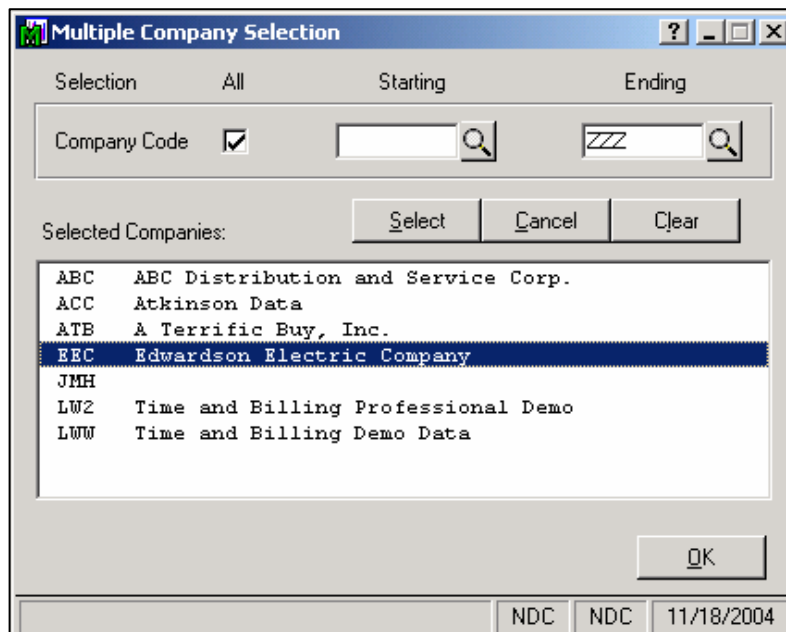 Multiple Company Selection
Selection All Starting Ending
Company Code ZZZ
Selected Companies: Select Cancel Clear
ABC ABC Distribution and Service Corp.
ACC Atkinson Data
ATB A Terrific Buy, Inc.
EEC Edwardson Electric Company
JMH
LW2 Time and Billing Professional Demo
LWW Time and Billing Demo Data
OK
NDC NDC 11/18/2004